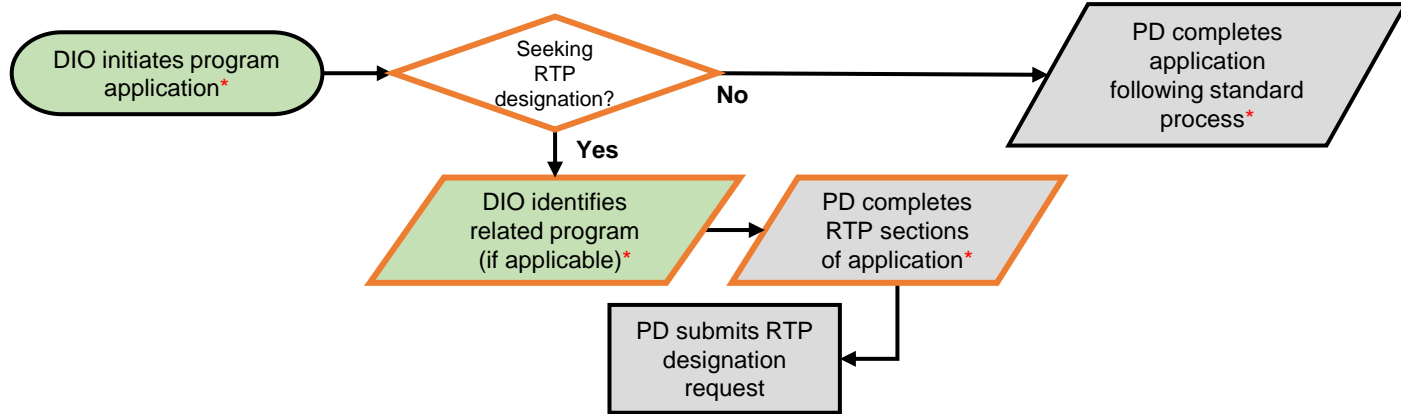 DIO initiates program
application*
Seeking
RTP
designation?
No
PD completes
application
following standard
process*
Yes
DIO identifies
related program
(if applicable)*
PD completes
RTP sections
of application*
PD submits RTP
designation
request